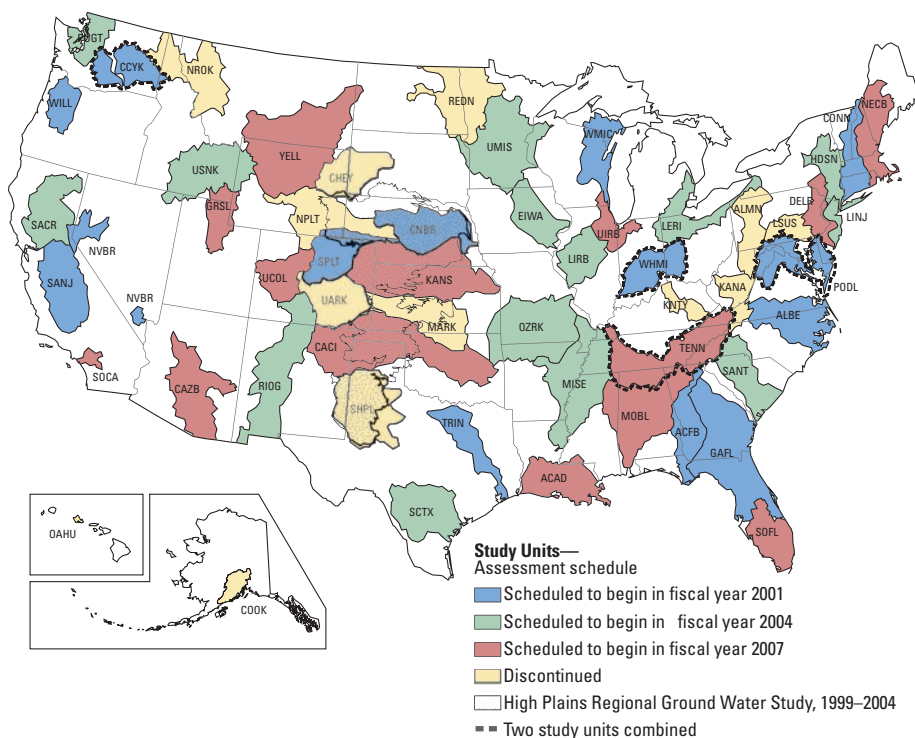 PUGT
CCYK
NROK
WILL
REDN
NECB
CONN
WMIC
UMIS
YELL
HDSN
USNK
CHEY
DELR
ALMN
GRSL
NPLT
EIWA
LERI
LSUS
LINJ
SACR
CNBR
UIRB
NVBR
SPLT
LIRB
WHMI
SANJ
UCOL
KANS
KANA
PODL
NVBR
UARK
KNTY
ALBE
MARK
OZRK
TENN
CACI
SOCA
CAZB
RIOG
MISE
SANT
SHPL
MOBL
TRIN
ACFB
GAFL
ACAD
SCTX
SOFL
OAHU
COOK
Study Units—
Assessment schedule
Scheduled to begin in fiscal year 2001
Scheduled to begin in fiscal year 2004
Scheduled to begin in fiscal year 2007
Discontinued
High Plains Regional Ground Water Study, 1999–2004
Two study units combined